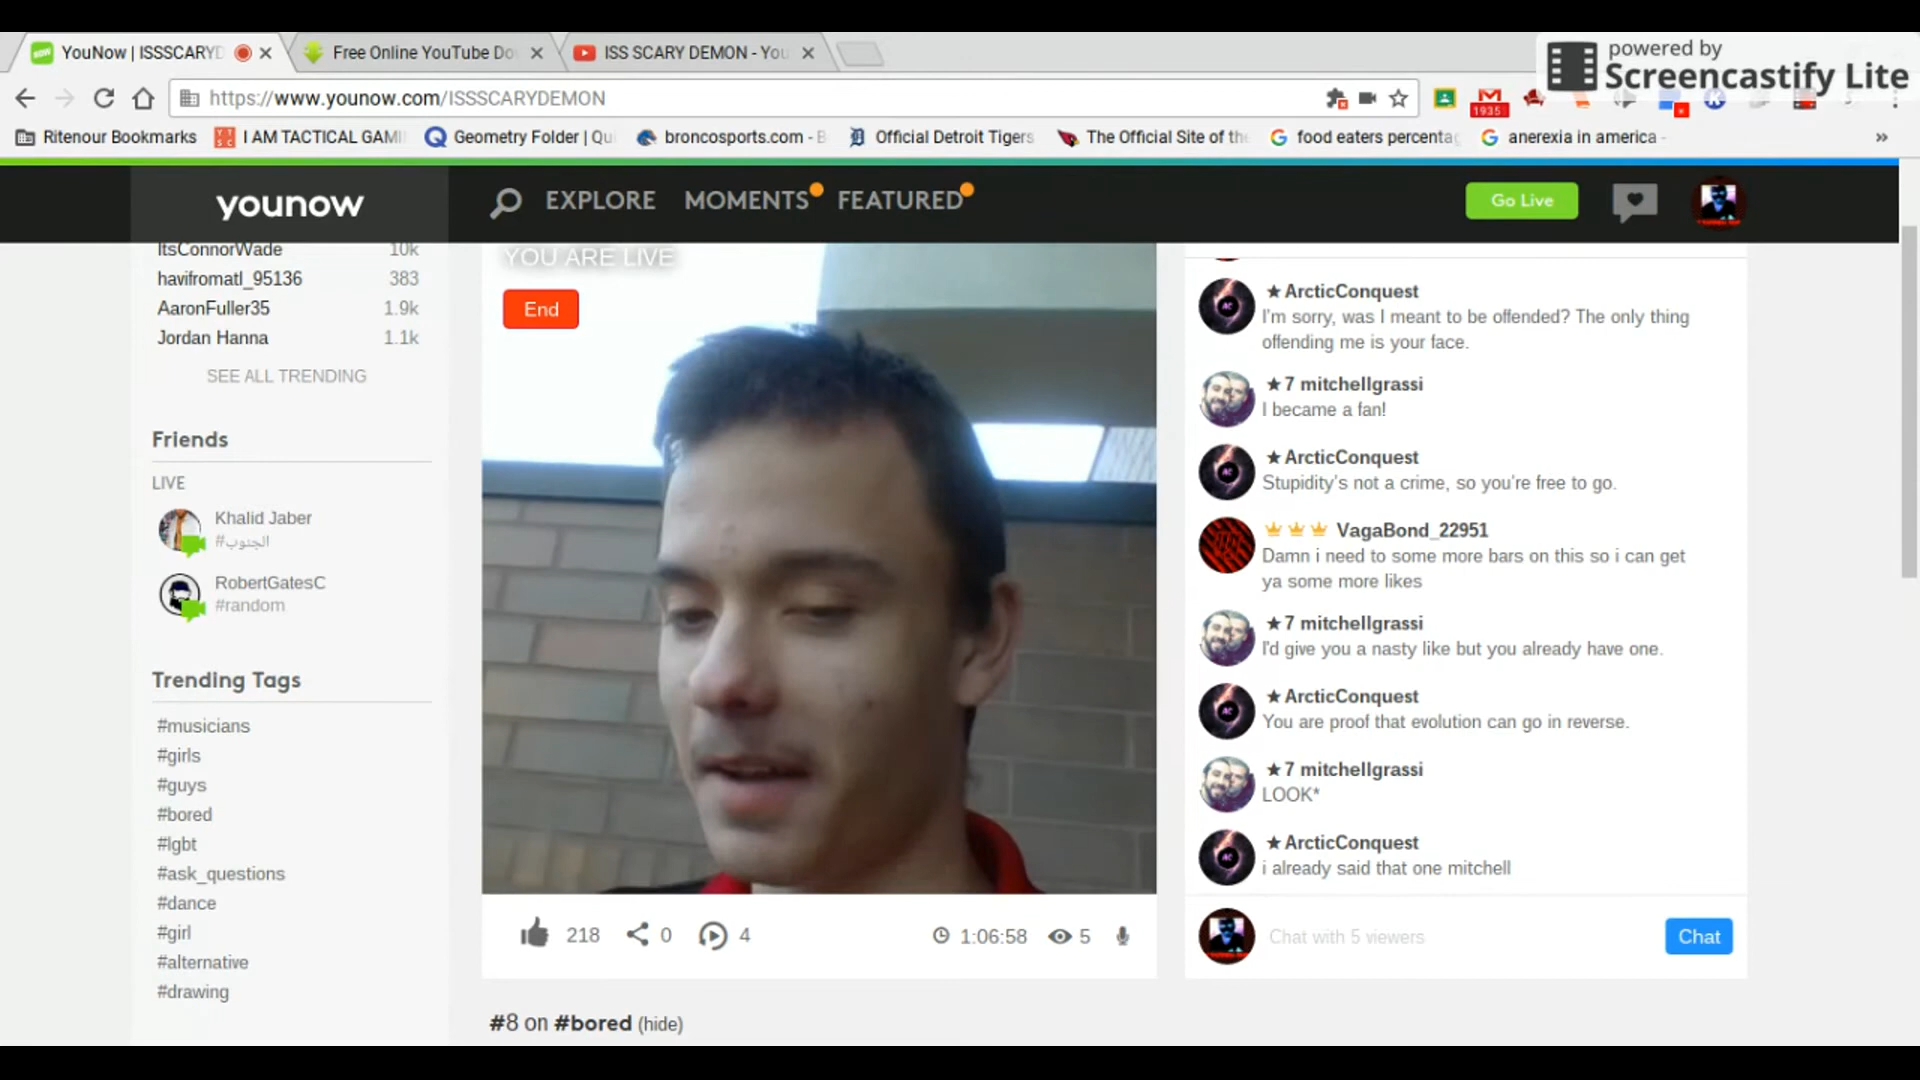 powered by
Screencastify Lite
YouNow | ISSSCARYD
Free Online YouTube Do
ISS SCARY DEMON - You
https://www.younow.com/ISSSCARYDEMON
1935
Ritenour Bookmarks
I AM TACTICAL GAMI
Geometry Folder | Qui
broncosports.com - B
Official Detroit Tigers
The Official Site of the
food eaters percentag
anerexia in america -
»
younow
EXPLORE
MOMENTS
FEATURED
Go Live
ItsConnorWade 10k
havifromatl_95136 383
AaronFuller35 1.9k
Jordan Hanna 1.1k
SEE ALL TRENDING
Friends
LIVE
Khalid Jaber
#الجنوب
RobertGatesC
#random
Trending Tags
#musicians
#girls
#guys
#bored
#lgbt
#ask_questions
#dance
#girl
#alternative
#drawing
YOU ARE LIVE
End
218
0
4
1:06:58
5
#8 on #bored (hide)
ArcticConquest
I'm sorry, was I meant to be offended? The only thing
offending me is your face.
7 mitchellgrassi
I became a fan!
ArcticConquest
Stupidity's not a crime, so you're free to go.
VagaBond_22951
Damn i need to some more bars on this so i can get
ya some more likes
7 mitchellgrassi
I'd give you a nasty like but you already have one.
ArcticConquest
You are proof that evolution can go in reverse.
7 mitchellgrassi
LOOK*
ArcticConquest
i already said that one mitchell
Chat with 5 viewers
Chat